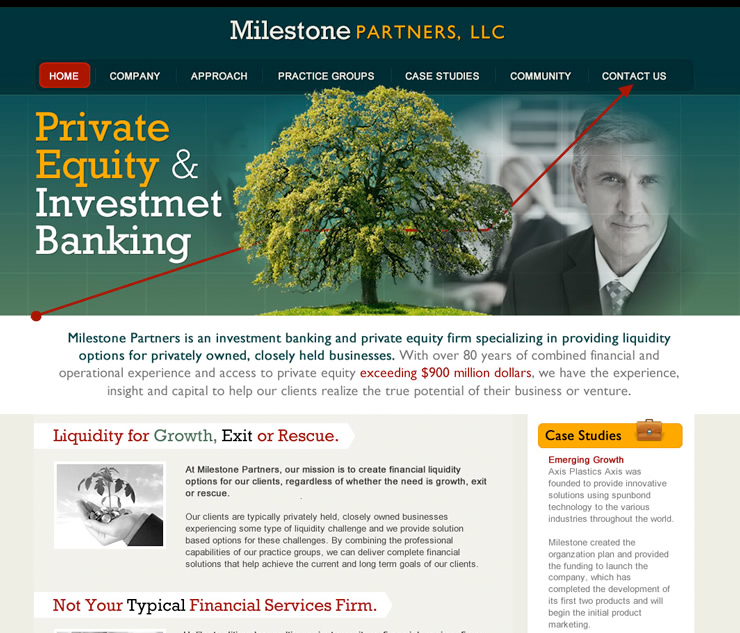 Milestone PARTNERS, LLC
HOME COMPANY APPROACH PRACTICE GROUPS CASE STUDIES COMMUNITY CONTACT US
Private
Equity &
Investmet
Banking
Milestone Partners is an investment banking and private equity firm specializing in providing liquidity
options for privately owned, closely held businesses. With over 80 years of combined financial and
operational experience and access to private equity exceeding $900 million dollars, we have the experience,
insight and capital to help our clients realize the true potential of their business or venture.
Liquidity for Growth, Exit or Rescue.
At Milestone Partners, our mission is to create financial liquidity
options for our clients, regardless of whether the need is growth, exit
or rescue.
Our clients are typically privately held, closely owned businesses
experiencing some type of liquidity challenge and we provide solution
based options for these challenges. By combining the professional
capabilities of our practice groups, we can deliver complete financial
solutions that help achieve the current and long term goals of our clients.
Not Your Typical Financial Services Firm.
Case Studies
Emerging Growth
Axis Plastics Axis was
founded to provide innovative
solutions using spunbond
technology to the various
industries throughout the world.
Milestone created the
organzation plan and provided
the funding to launch the
company, which has
completed the development of
its first two products and will
begin the initial product
marketing.